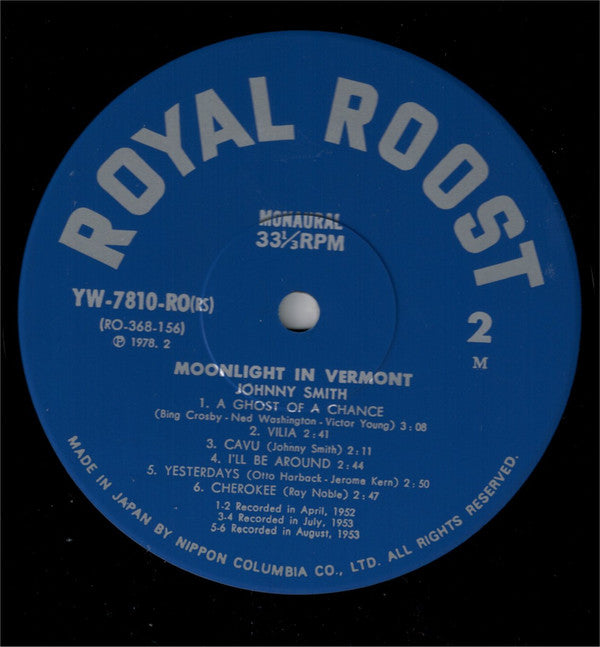 ROYAL ROOST
MONAURAL
33⅓RPM
YW-7810-RO(RS)
(RO-368-156)
Ⓟ 1978. 2
2
M
MOONLIGHT IN VERMONT
JOHNNY SMITH
1. A GHOST OF A CHANCE
(Bing Crosby - Ned Washington - Victor Young) 3:08
2. VILIA 2:41
3. CAVU (Johnny Smith) 2:11
4. I'LL BE AROUND 2:44
5. YESTERDAYS (Otto Harback - Jerome Kern) 2:50
6. CHEROKEE (Ray Noble) 2:47
1-2 Recorded in April, 1952
3-4 Recorded in July, 1953
5-6 Recorded in August, 1953
MADE IN JAPAN BY NIPPON COLUMBIA CO., LTD. ALL RIGHTS RESERVED.